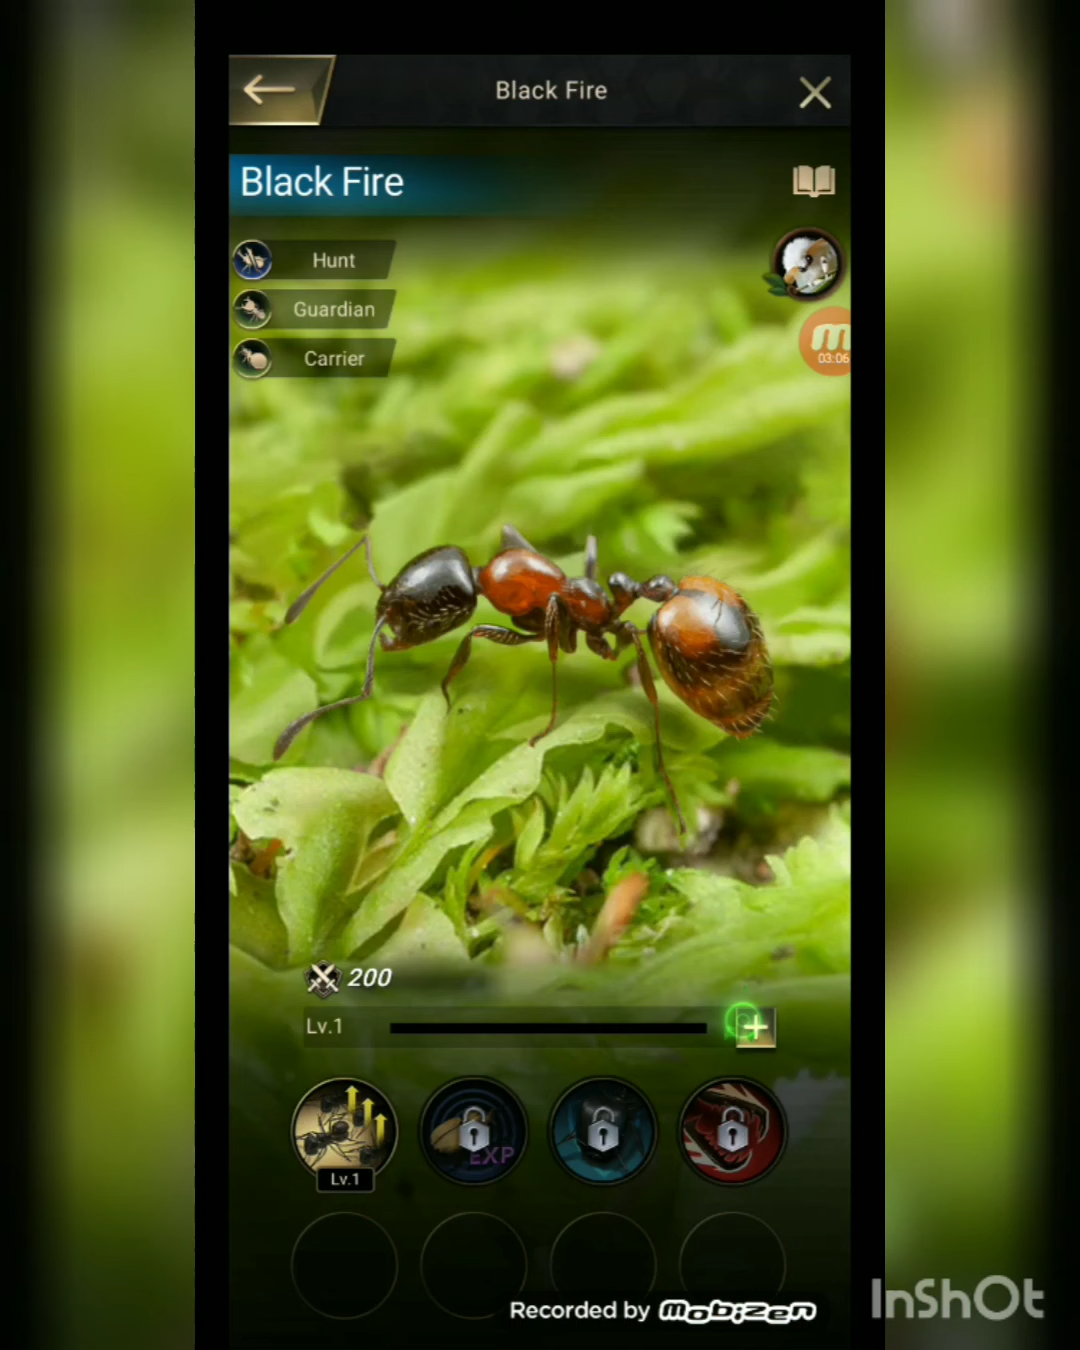 Black Fire
Black Fire
Hunt
Guardian
Carrier
m
03:06
200
Lv.1
EXP
Lv.1
Recorded by mobizen
InShOt